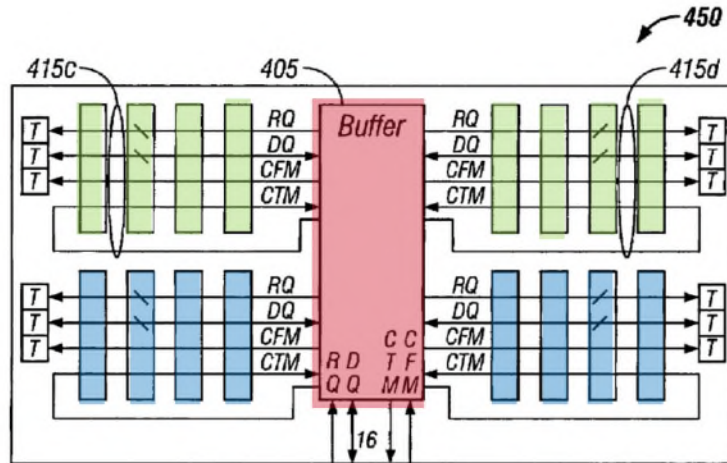 450
415c 405 415d
Buffer
T RQ RQ T
T DQ DQ T
T CFM CFM T
CTM CTM
T RQ RQ T
T DQ DQ T
T CFM C C CFM T
CTM R D T F CTM
Q Q M M
16